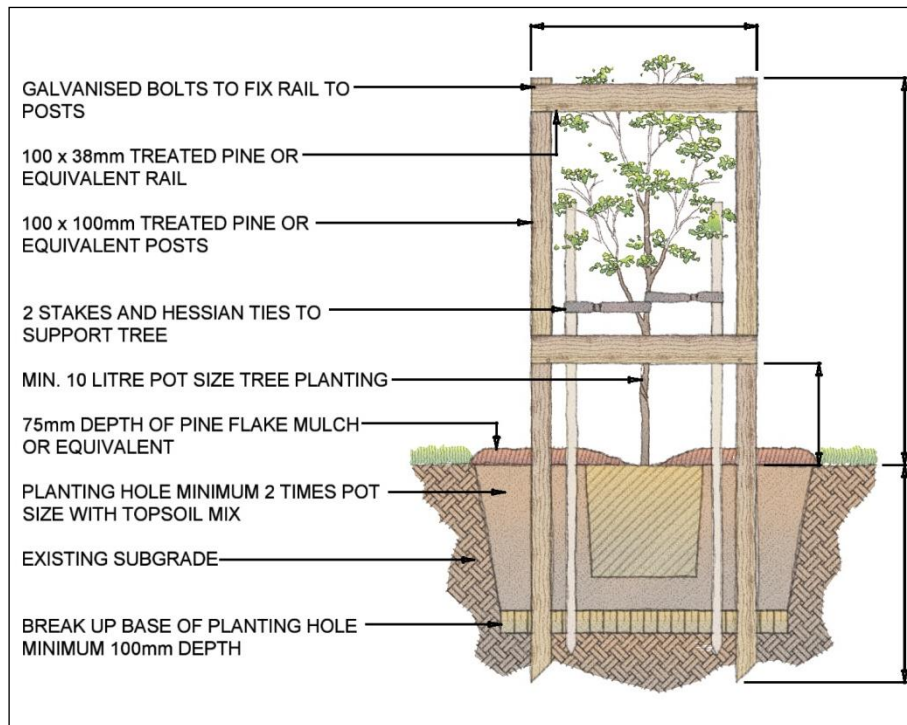 GALVANISED BOLTS TO FIX RAIL TO
POSTS
100 x 38mm TREATED PINE OR
EQUIVALENT RAIL
100 x 100mm TREATED PINE OR
EQUIVALENT POSTS
2 STAKES AND HESSIAN TIES TO
SUPPORT TREE
MIN. 10 LITRE POT SIZE TREE PLANTING
75mm DEPTH OF PINE FLAKE MULCH
OR EQUIVALENT
PLANTING HOLE MINIMUM 2 TIMES POT
SIZE WITH TOPSOIL MIX
EXISTING SUBGRADE
BREAK UP BASE OF PLANTING HOLE
MINIMUM 100mm DEPTH